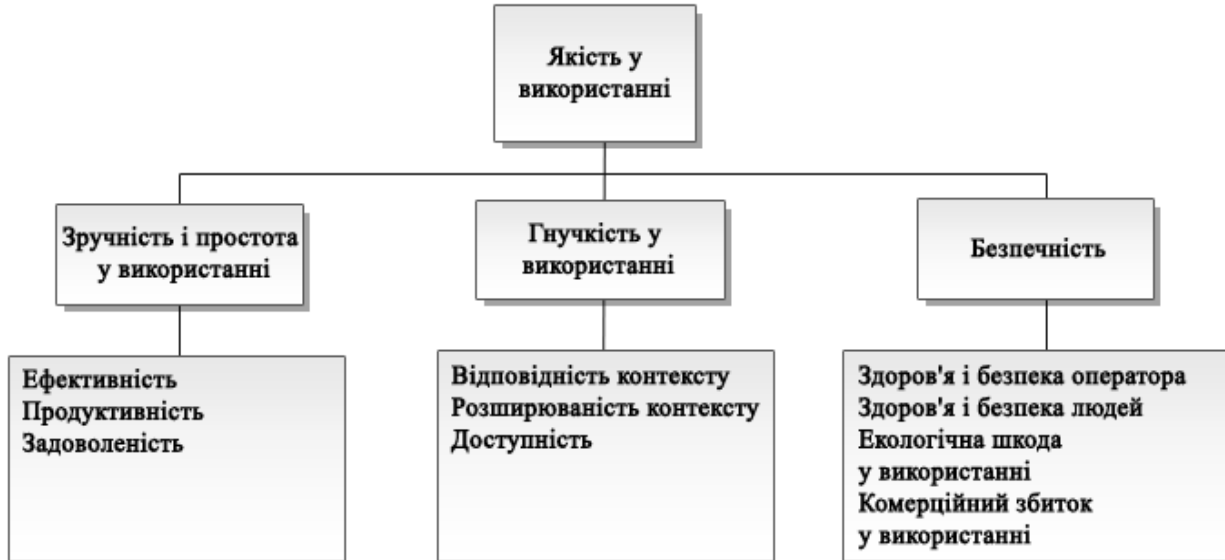 Якість у
використанні
Зручність і простота
у використанні
Гнучкість у
використанні
Безпечність
Ефективність
Продуктивність
Задоволеність
Відповідність контексту
Розширюваність контексту
Доступність
Здоров'я і безпека оператора
Здоров'я і безпека людей
Екологічна шкода
у використанні
Комерційний збиток
у використанні